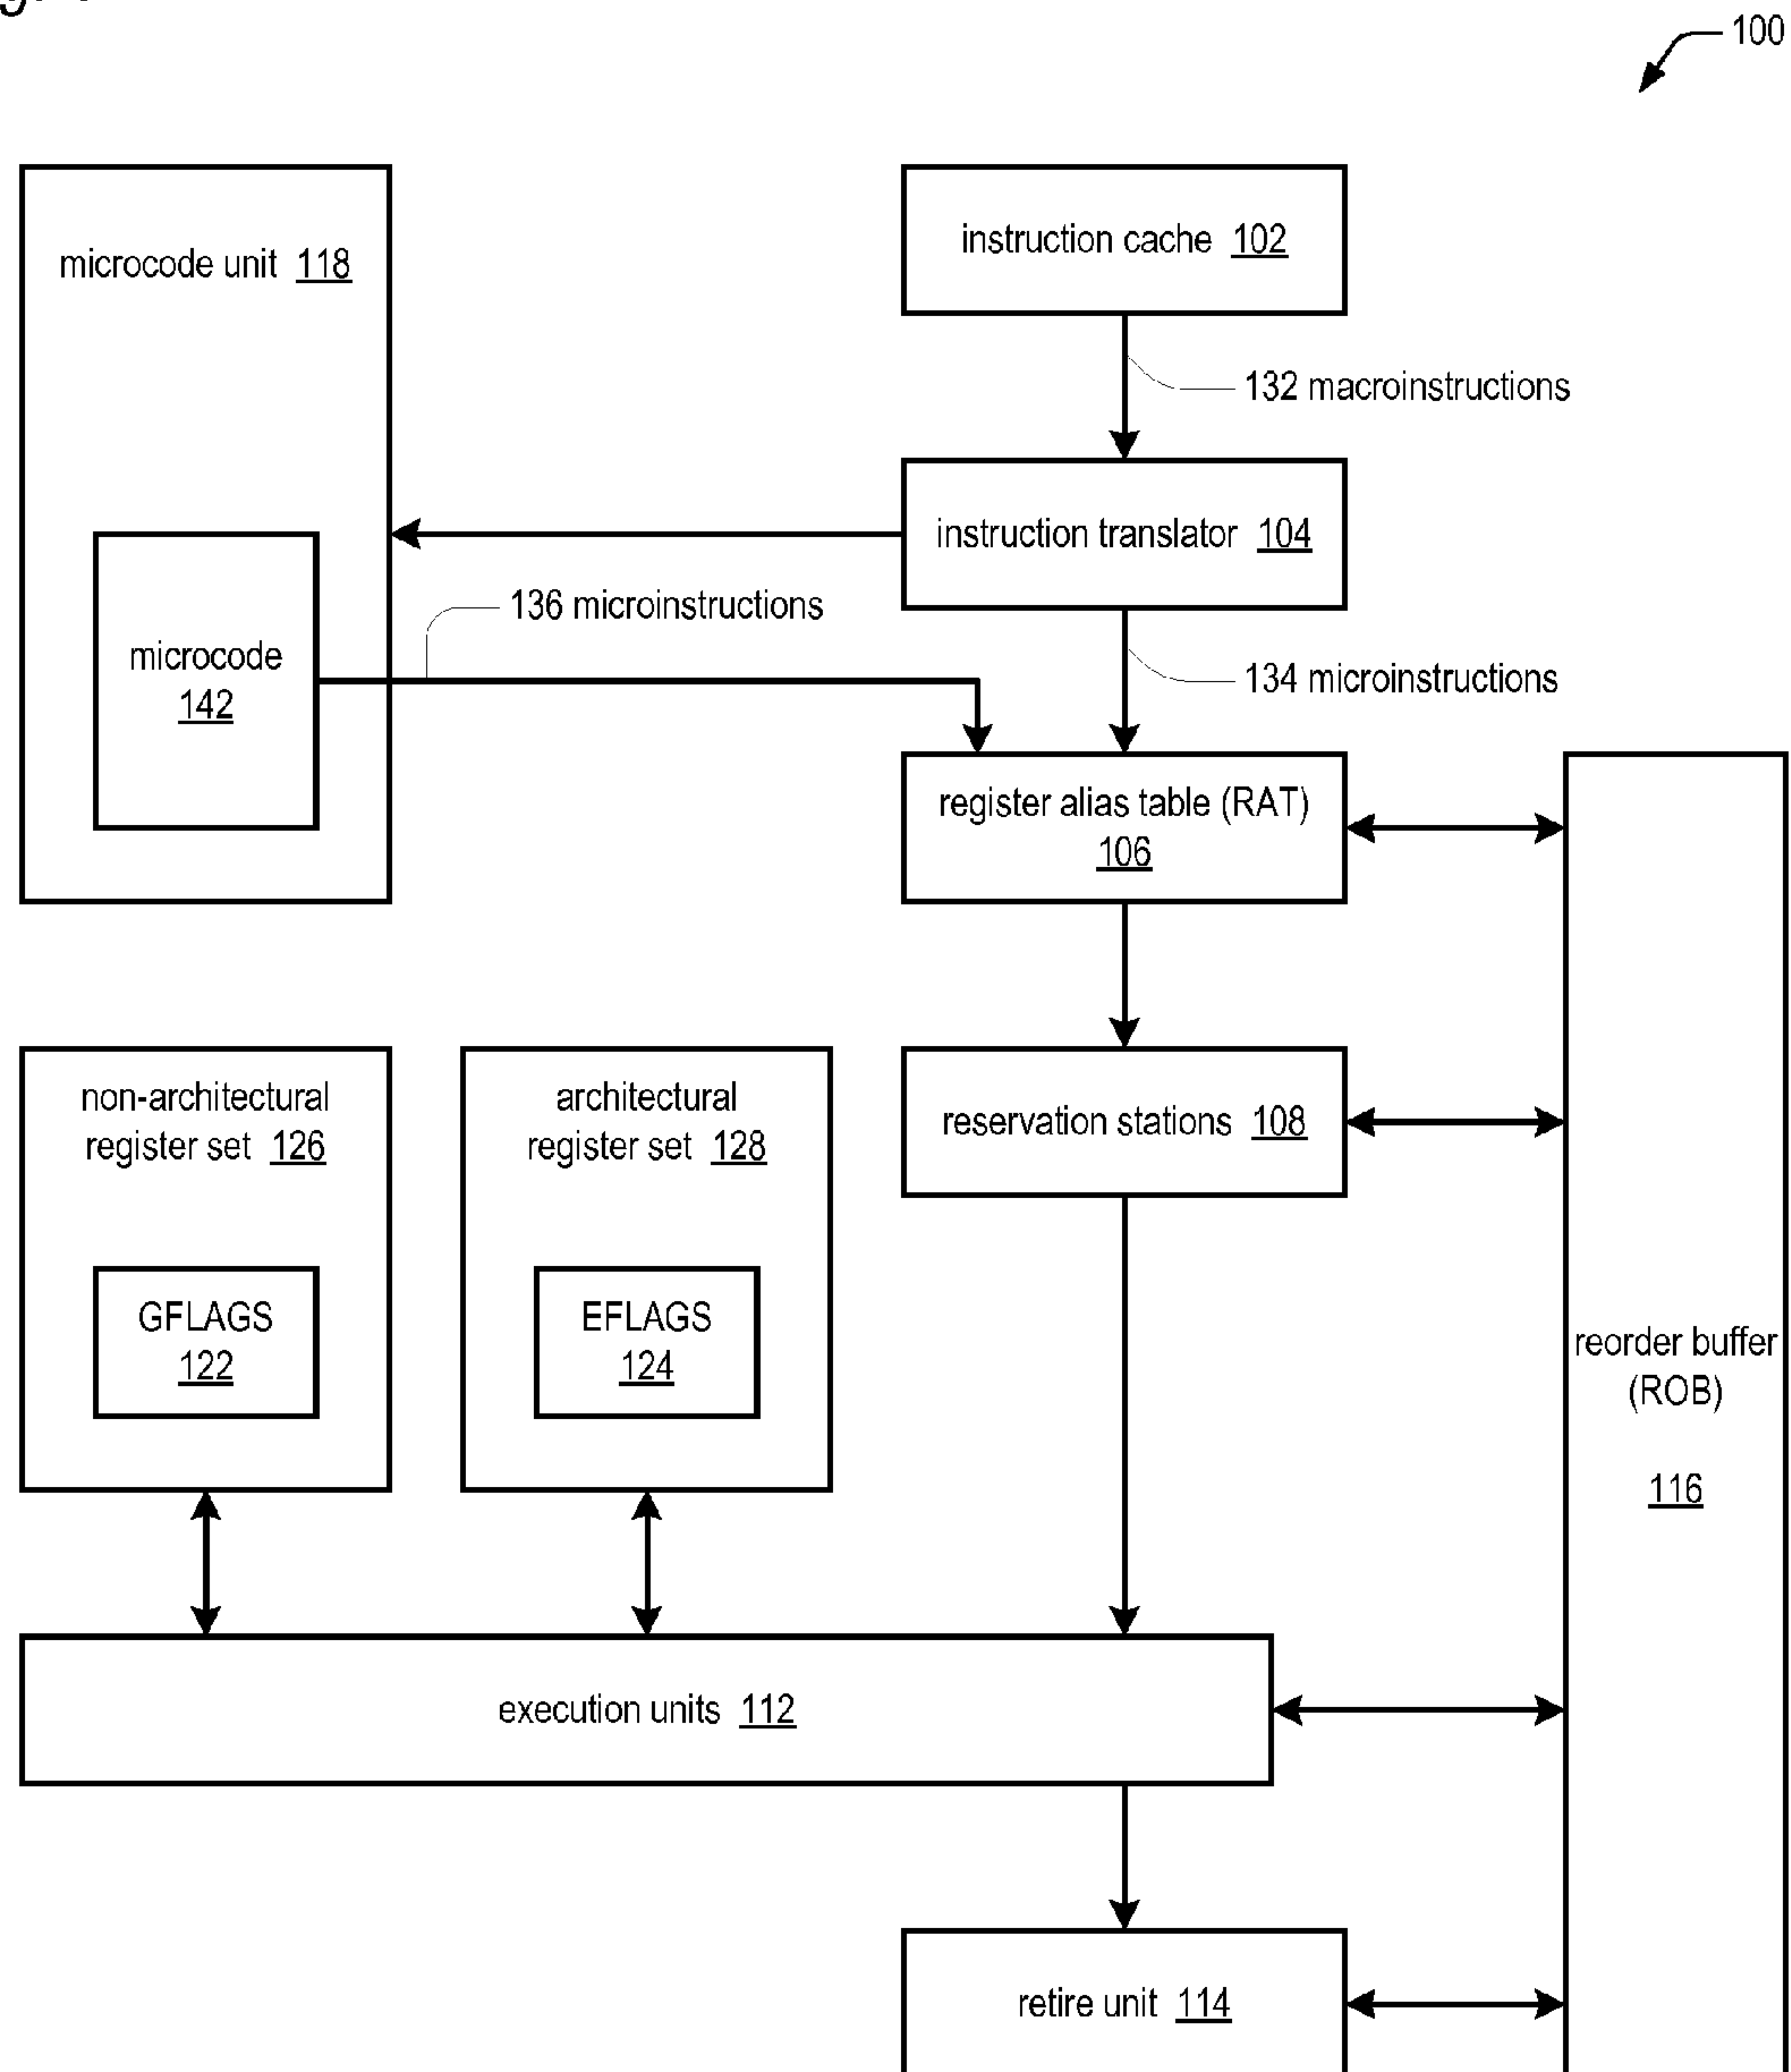 100
microcode unit 118
instruction cache 102
132 macroinstructions
instruction translator 104
136 microinstructions
microcode
142
134 microinstructions
register alias table (RAT)
106
non-architectural
register set 126
architectural
register set 128
reservation stations 108
GFLAGS
122
EFLAGS
124
reorder buffer
(ROB)
116
execution units 112
retire unit 114